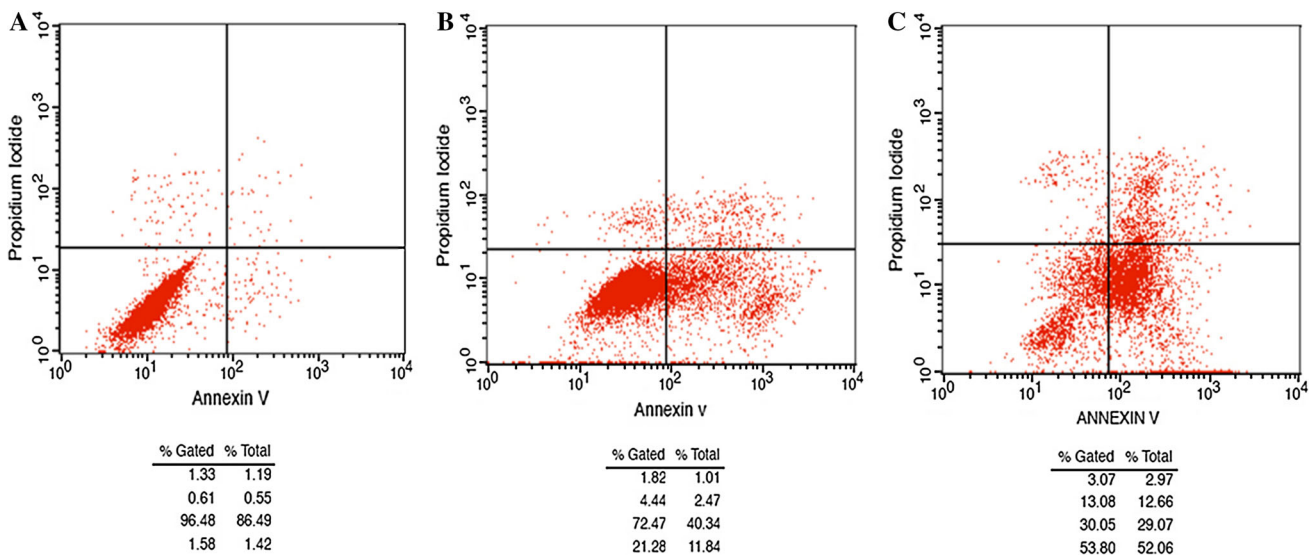 A
10^4
10^3
10^2
10^1
10^0
Propidium Iodide
10^0 10^1 10^2 10^3 10^4
Annexin V
% Gated % Total
1.33 1.19
0.61 0.55
96.48 86.49
1.58 1.42
B
10^4
10^3
10^2
10^1
10^0
Propidium Iodide
10^0 10^1 10^2 10^3 10^4
Annexin v
% Gated % Total
1.82 1.01
4.44 2.47
72.47 40.34
21.28 11.84
C
10^4
10^3
10^2
10^1
10^0
Propidium Iodide
10^0 10^1 10^2 10^3 10^4
ANNEXIN V
% Gated % Total
3.07 2.97
13.08 12.66
30.05 29.07
53.80 52.06